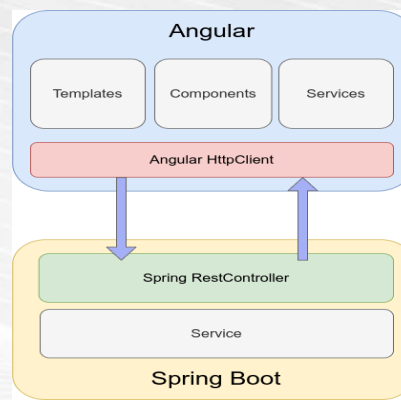 Angular
Templates
Components
Services
Angular HttpClient
Spring RestController
Service
Spring Boot